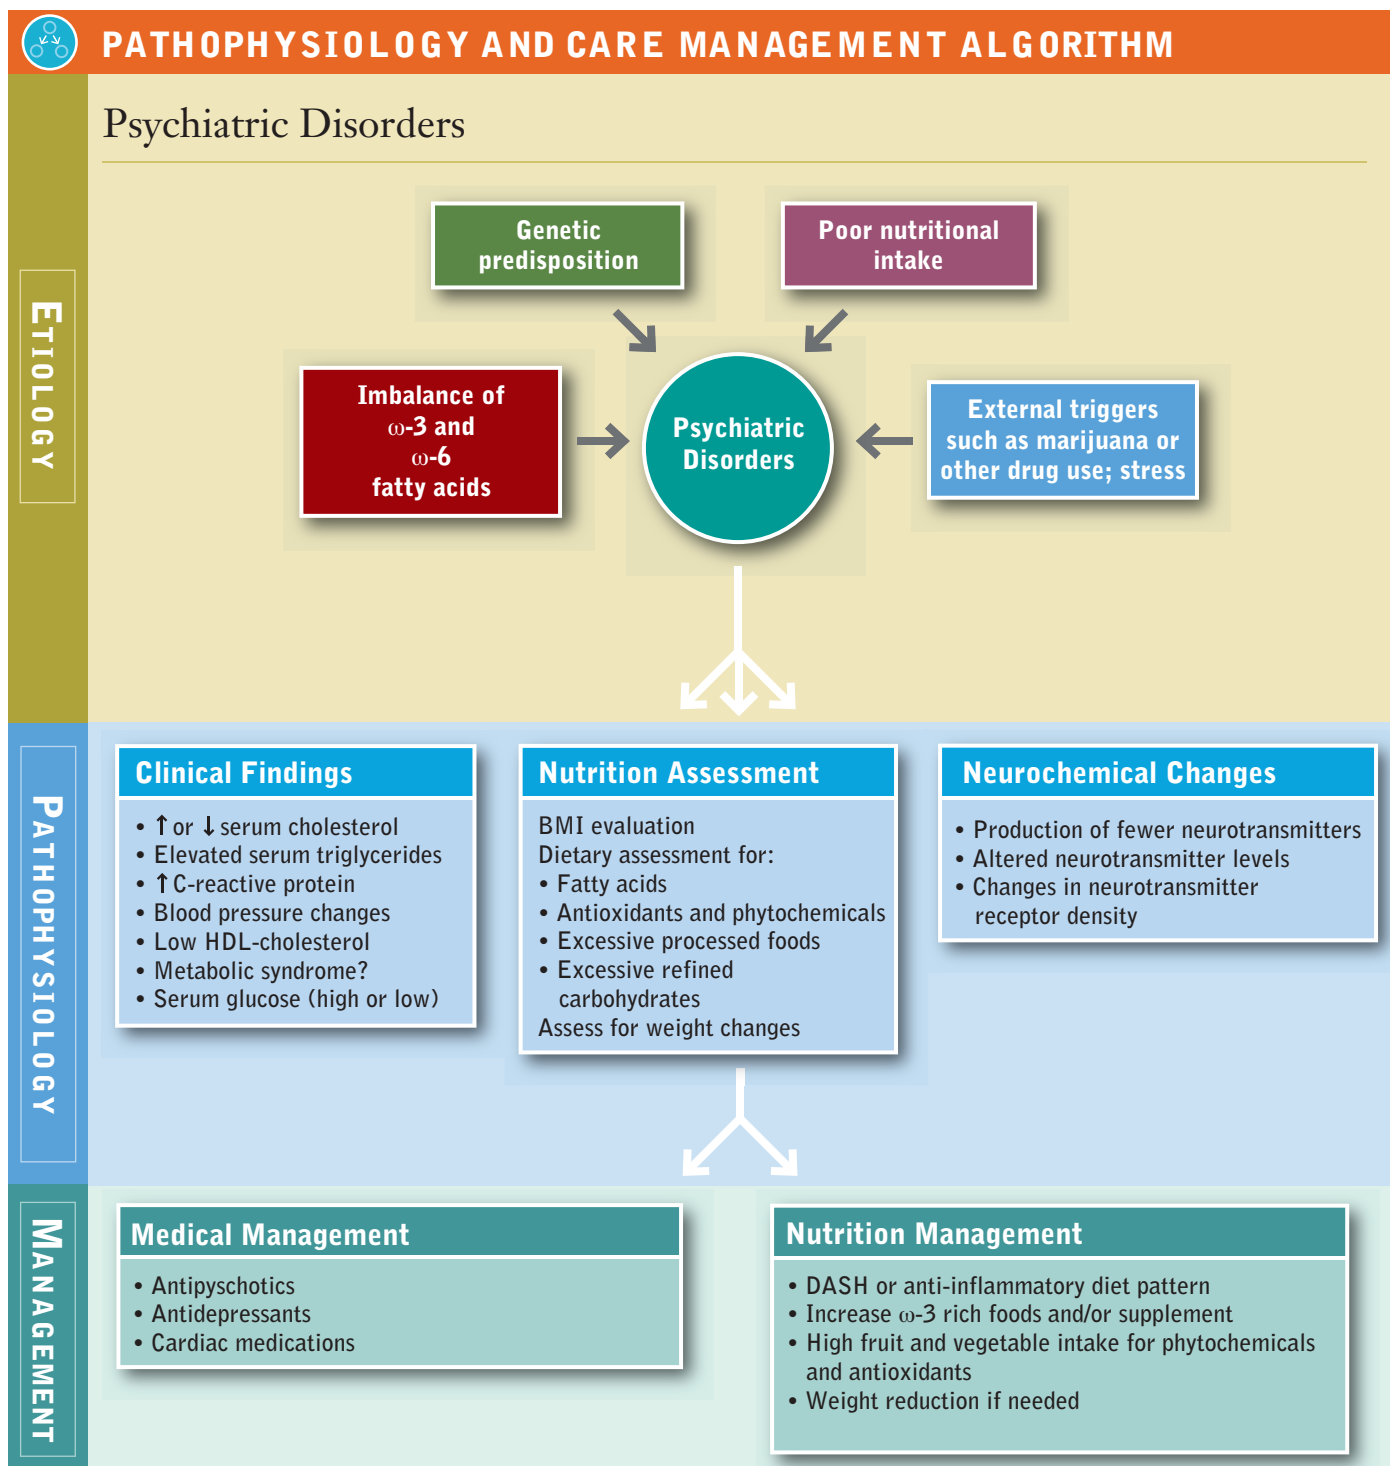 PATHOPHYSIOLOGY AND CARE MANAGEMENT ALGORITHM
Psychiatric Disorders
ETIOLOGY
Genetic
predisposition
Poor nutritional
intake
Imbalance of
ω-3 and
ω-6
fatty acids
Psychiatric
Disorders
External triggers
such as marijuana or
other drug use; stress
PATHOPHYSIOLOGY
Clinical Findings
• ↑ or ↓ serum cholesterol
• Elevated serum triglycerides
• ↑ C-reactive protein
• Blood pressure changes
• Low HDL-cholesterol
• Metabolic syndrome?
• Serum glucose (high or low)
Nutrition Assessment
BMI evaluation
Dietary assessment for:
• Fatty acids
• Antioxidants and phytochemicals
• Excessive processed foods
• Excessive refined
carbohydrates
Assess for weight changes
Neurochemical Changes
• Production of fewer neurotransmitters
• Altered neurotransmitter levels
• Changes in neurotransmitter
receptor density
MANAGEMENT
Medical Management
• Antipyschotics
• Antidepressants
• Cardiac medications
Nutrition Management
• DASH or anti-inflammatory diet pattern
• Increase ω-3 rich foods and/or supplement
• High fruit and vegetable intake for phytochemicals
and antioxidants
• Weight reduction if needed